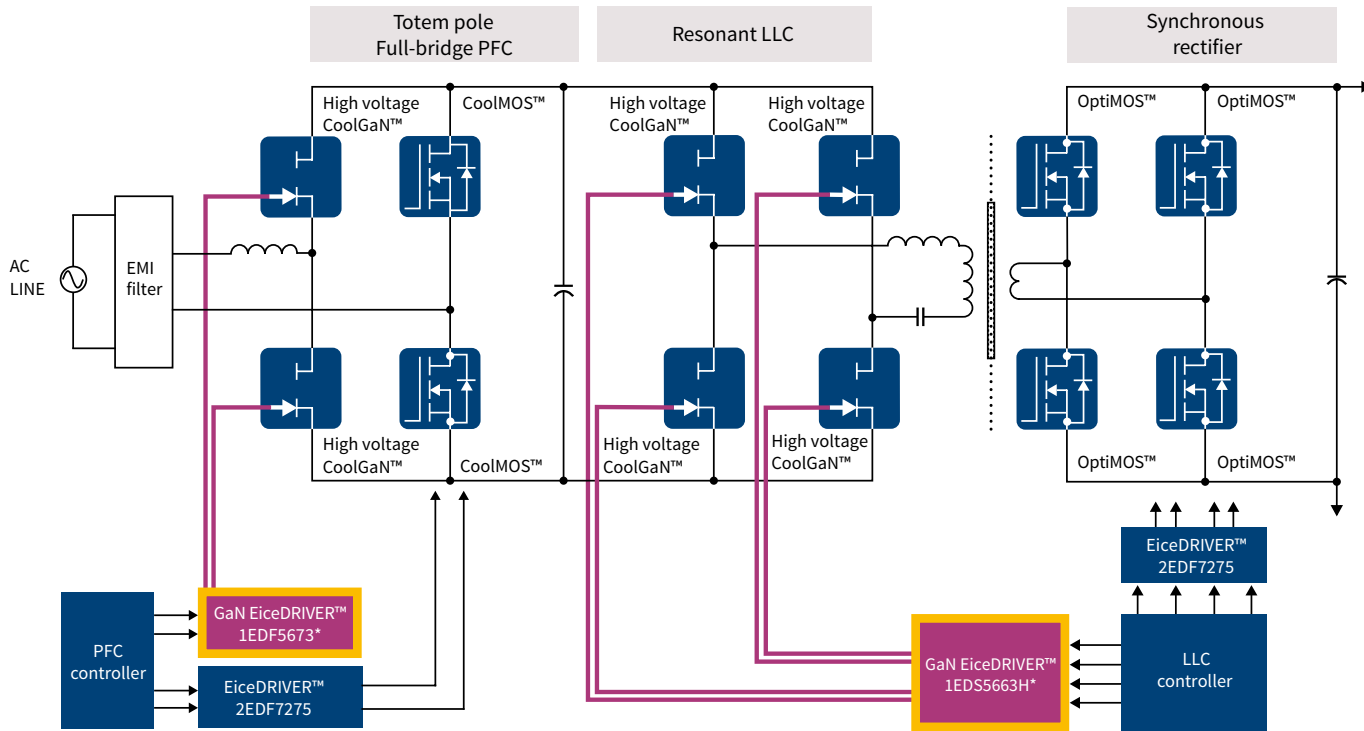 Totem pole
Full-bridge PFC
Resonant LLC
Synchronous
rectifier
High voltage
CoolGaN™
CoolMOS™
High voltage
CoolGaN™
High voltage
CoolGaN™
OptiMOS™
OptiMOS™
AC
LINE
EMI
filter
High voltage
CoolGaN™
CoolMOS™
High voltage
CoolGaN™
High voltage
CoolGaN™
OptiMOS™
OptiMOS™
PFC
controller
GaN EiceDRIVER™
1EDF5673*
EiceDRIVER™
2EDF7275
GaN EiceDRIVER™
1EDS5663H*
EiceDRIVER™
2EDF7275
LLC
controller